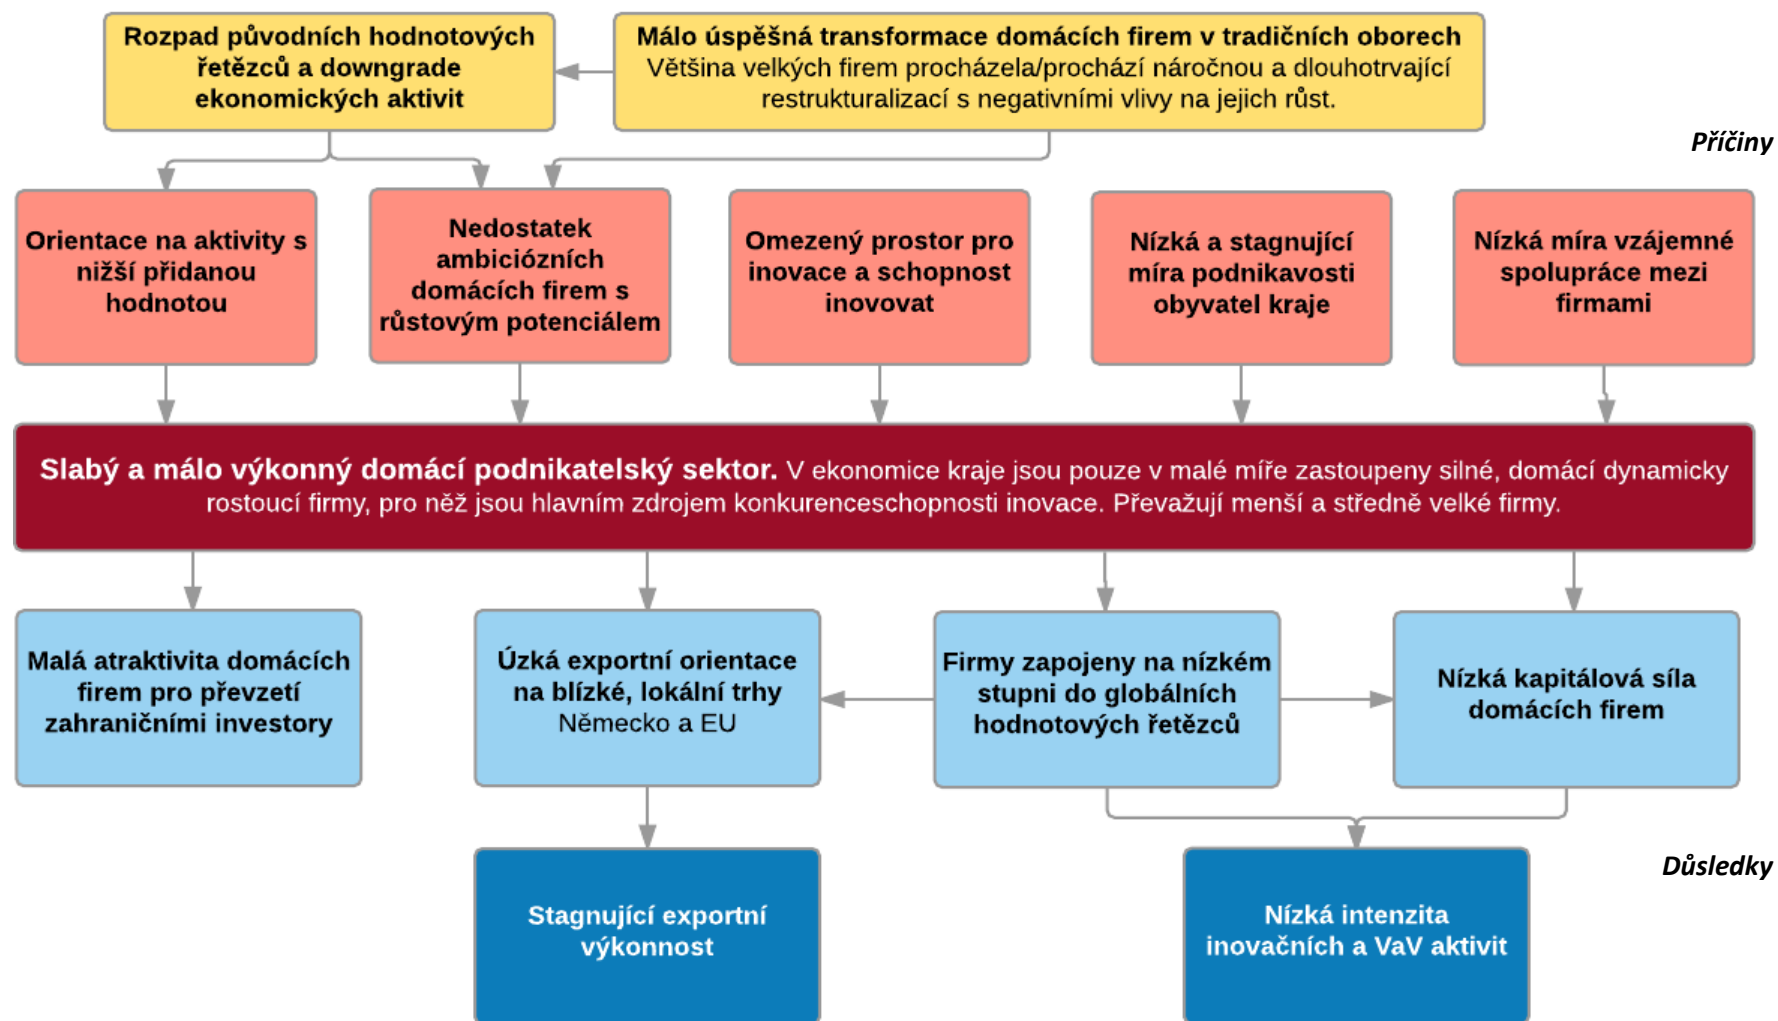 Rozpad původních hodnotových
řetězců a downgrade
ekonomických aktivit
Málo úspěšná transformace domácích firem v tradičních oborech
Většina velkých firem procházela/prochází náročnou a dlouhotrvající
restrukturalizací s negativními vlivy na jejich růst.
Příčiny
Orientace na aktivity s
nižší přidanou
hodnotou
Nedostatek
ambiciózních
domácích firem s
růstovým potenciálem
Omezený prostor pro
inovace a schopnost
inovovat
Nízká a stagnující
míra podnikavosti
obyvatel kraje
Nízká míra vzájemné
spolupráce mezi
firmami
Slabý a málo výkonný domácí podnikatelský sektor. V ekonomice kraje jsou pouze v malé míře zastoupeny silné, domácí dynamicky
rostoucí firmy, pro něž jsou hlavním zdrojem konkurenceschopnosti inovace. Převažují menší a středně velké firmy.
Malá atraktivita domácích
firem pro převzetí
zahraničními investory
Úzká exportní orientace
na blízké, lokální trhy
Německo a EU
Firmy zapojeny na nízkém
stupni do globálních
hodnotových řetězců
Nízká kapitálová síla
domácích firem
Důsledky
Stagnující exportní
výkonnost
Nízká intenzita
inovačních a VaV aktivit